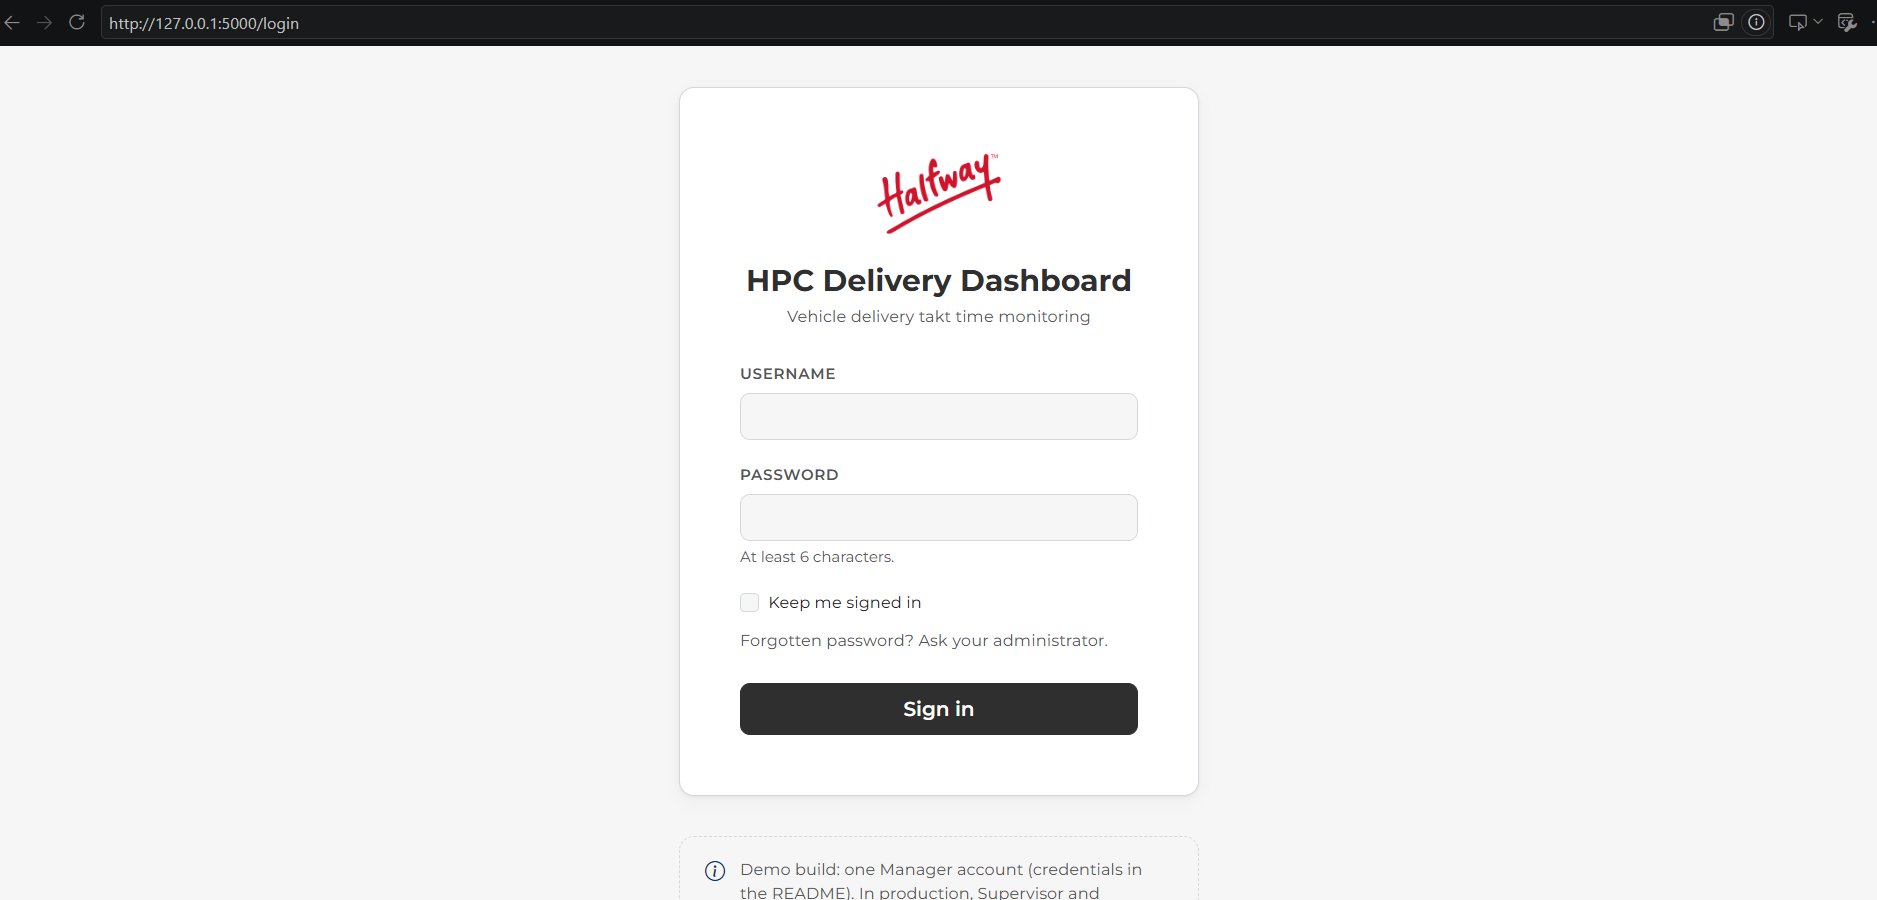 http://127.0.0.1:5000/login
Halfway™
HPC Delivery Dashboard
Vehicle delivery takt time monitoring
USERNAME
PASSWORD
At least 6 characters.
Keep me signed in
Forgotten password? Ask your administrator.
Sign in
Demo build: one Manager account (credentials in
the README). In production, Supervisor and